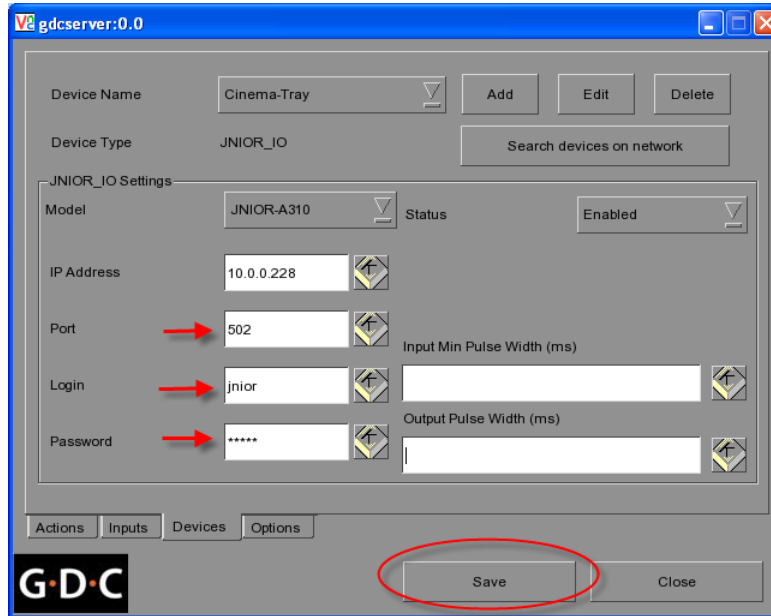 gdcserver:0.0
Device Name Cinema-Tray Add Edit Delete
Device Type JNIOR_IO Search devices on network
JNIOR_IO Settings
Model JNIOR-A310 Status Enabled
IP Address 10.0.0.228
Port 502
Input Min Pulse Width (ms)
Login jnior
Output Pulse Width (ms)
Password *****
Actions Inputs Devices Options
G·D·C Save Close